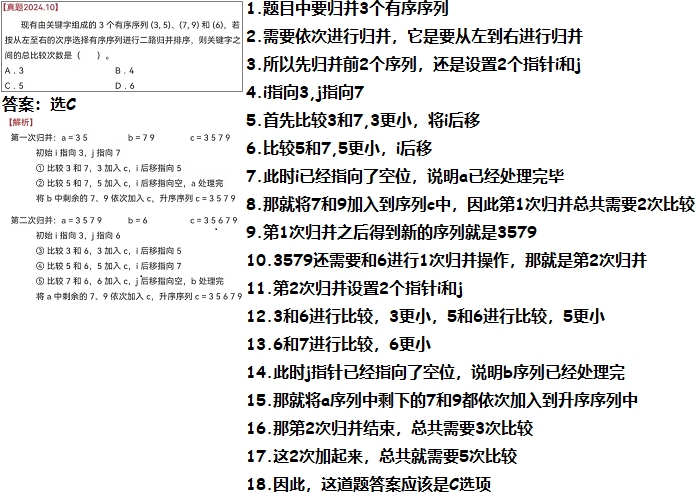 【真题2024.10】
现有由关键字组成的 3 个有序序列 (3, 5)、(7, 9) 和 (6)，若
按从左至右的次序选择有序序列进行二路归并排序，则关键字之
间的总比较次数是（ ）。
A．3 B．4
C．5 D．6
答案：选C
【解析】
第一次归并：a = 3 5 b = 7 9 c = 3 5 7 9
初始 i 指向 3，j 指向 7
① 比较 3 和 7，3 加入 c，i 后移指向 5
② 比较 5 和 7，5 加入 c，i 后移指向空，a 处理完
将 b 中剩余的 7、9 依次加入 c，升序序列 c = 3 5 7 9
第二次归并：a = 3 5 7 9 b = 6 c = 3 5 6 7 9
初始 i 指向 3，j 指向 6
③ 比较 3 和 6，3 加入 c，i 后移指向 5
④ 比较 5 和 6，5 加入 c，i 后移指向 7
⑤ 比较 7 和 6，6 加入 c，j 后移指向空，b 处理完
将 a 中剩余的 7、9 依次加入 c，升序序列 c = 3 5 6 7 9
1.题目中要归并3个有序序列
2.需要依次进行归并，它是要从左到右进行归并
3.所以先归并前2个序列，还是设置2个指针i和j
4.i指向3,j指向7
5.首先比较3和7,3更小，将i后移
6.比较5和7,5更小，i后移
7.此时i已经指向了空位，说明a已经处理完毕
8.那就将7和9加入到序列c中，因此第1次归并总共需要2次比较
9.第1次归并之后得到新的序列就是3579
10.3579还需要和6进行1次归并操作，那就是第2次归并
11.第2次归并设置2个指针i和j
12.3和6进行比较，3更小，5和6进行比较，5更小
13.6和7进行比较，6更小
14.此时j指针已经指向了空位，说明b序列已经处理完
15.那就将a序列中剩下的7和9都依次加入到升序序列中
16.那第2次归并结束，总共需要3次比较
17.这2次加起来，总共就需要5次比较
18.因此，这道题答案应该是C选项